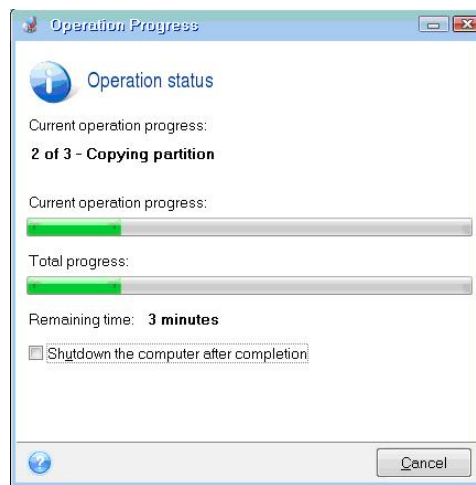 Operation Progress
Operation status
Current operation progress:
2 of 3 - Copying partition
Current operation progress:
Total progress:
Remaining time: 3 minutes
Shutdown the computer after completion
Cancel